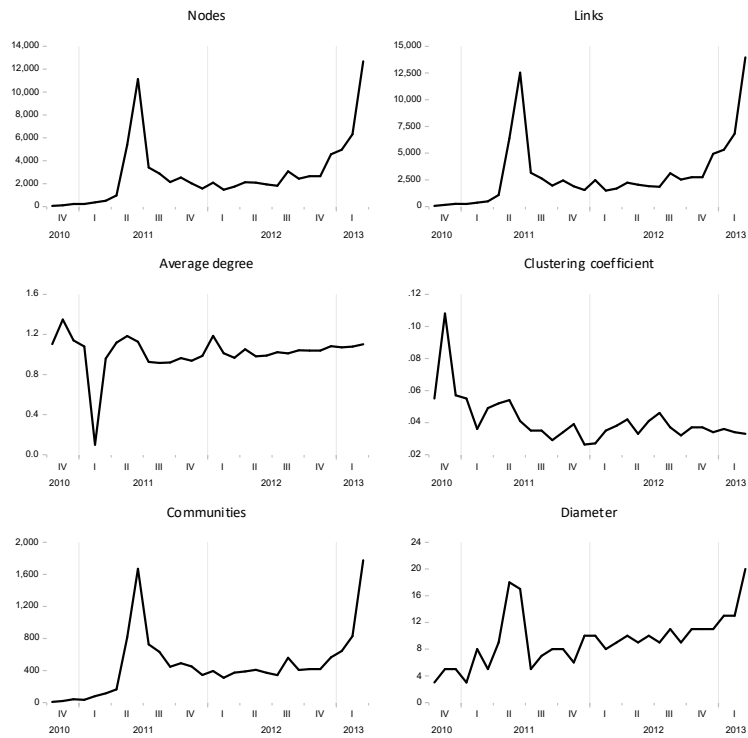 Nodes
14,000
12,000
10,000
8,000
6,000
4,000
2,000
0
IV I II III IV I II III IV I
2010 2011 2012 2013
Links
15,000
12,500
10,000
7,500
5,000
2,500
0
IV I II III IV I II III IV I
2010 2011 2012 2013
Average degree
1.6
1.2
0.8
0.4
0.0
IV I II III IV I II III IV I
2010 2011 2012 2013
Clustering coefficient
.12
.10
.08
.06
.04
.02
IV I II III IV I II III IV I
2010 2011 2012 2013
Communities
2,000
1,600
1,200
800
400
0
IV I II III IV I II III IV I
2010 2011 2012 2013
Diameter
24
20
16
12
8
4
0
IV I II III IV I II III IV I
2010 2011 2012 2013